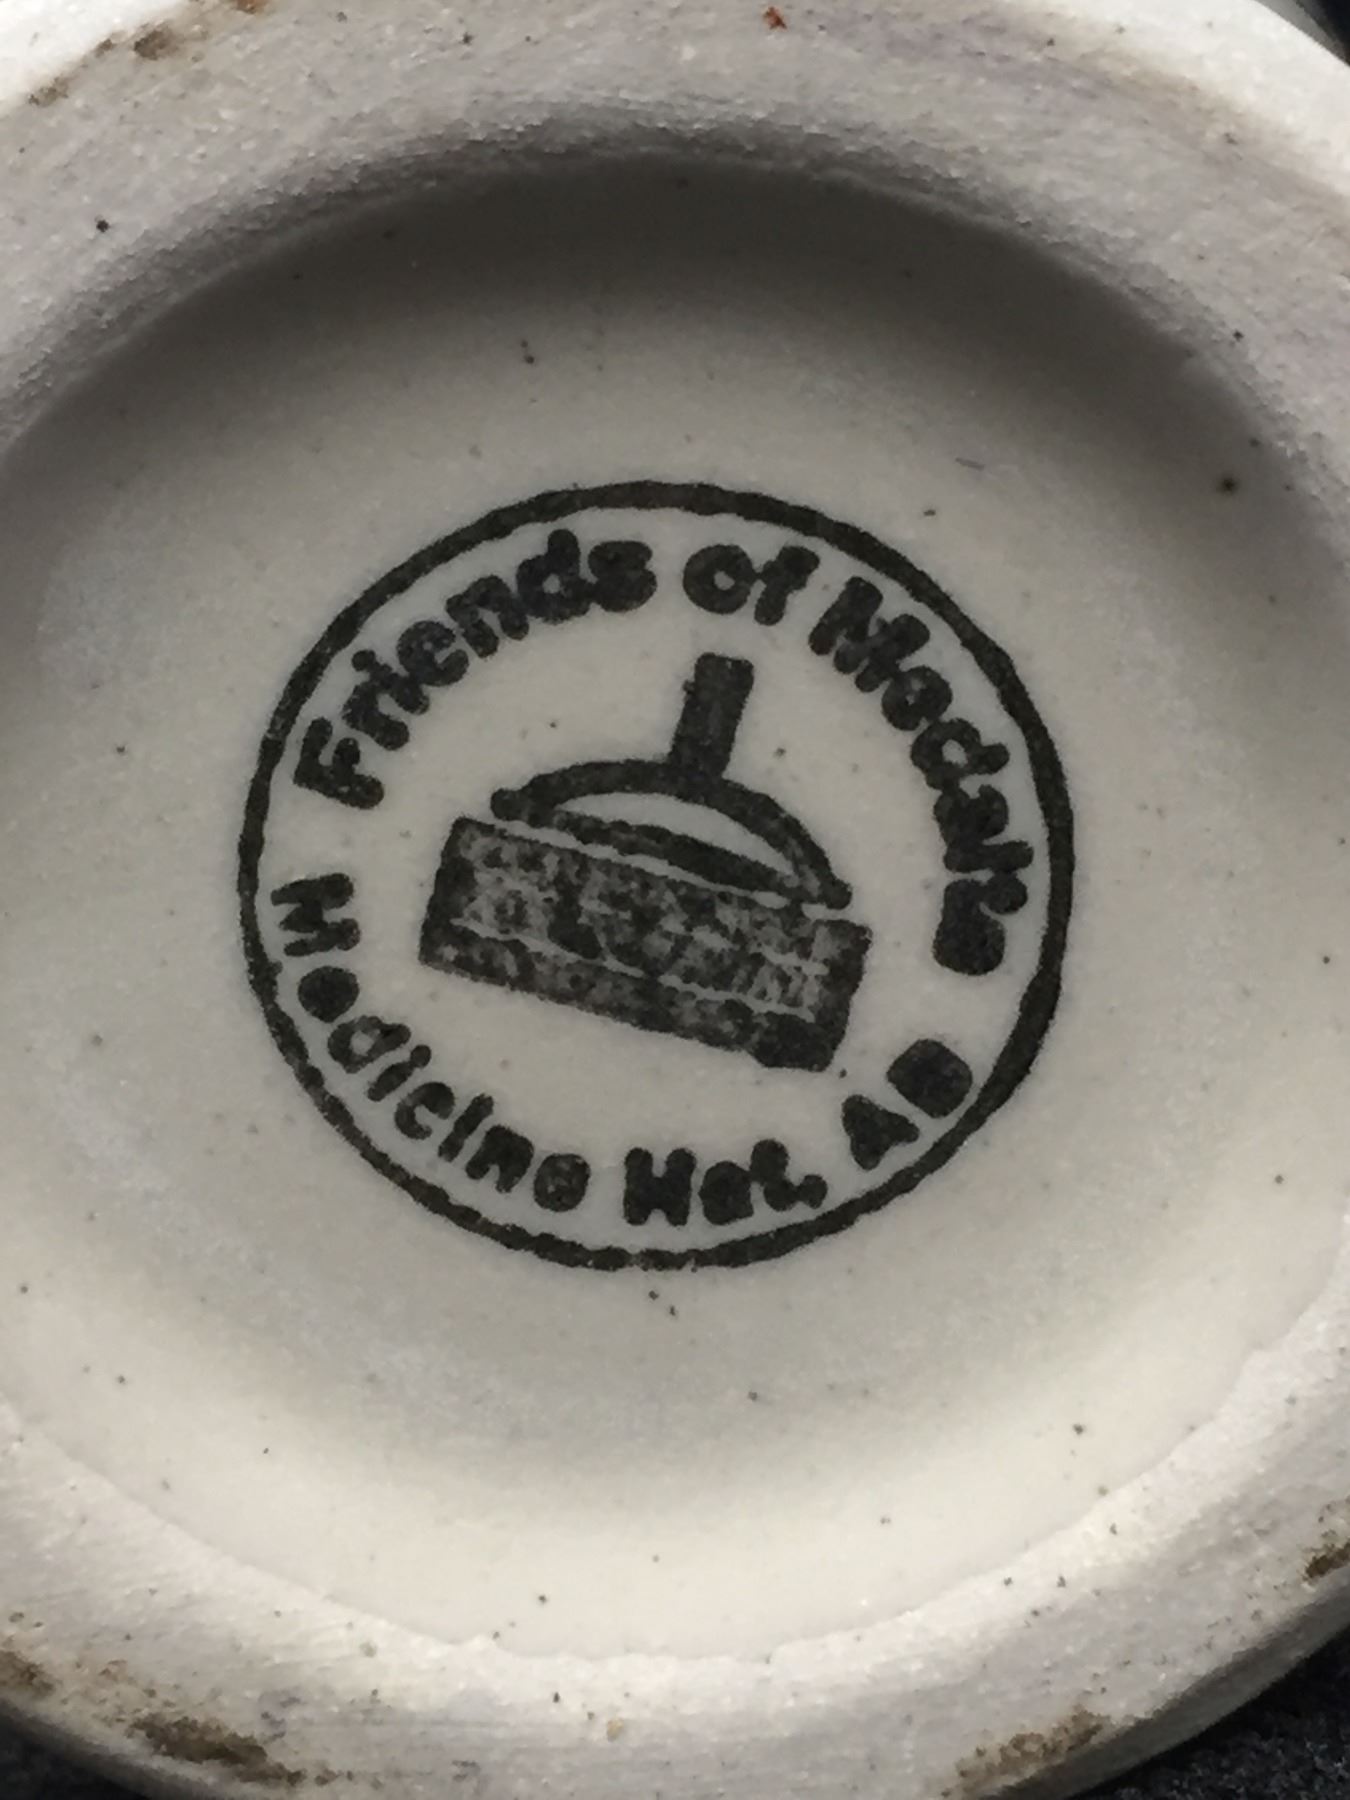 Friends of Medalta
Medicine Hat, AB